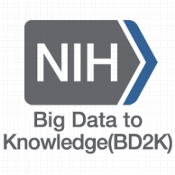 NIH
Big Data to
Knowledge(BD2K)